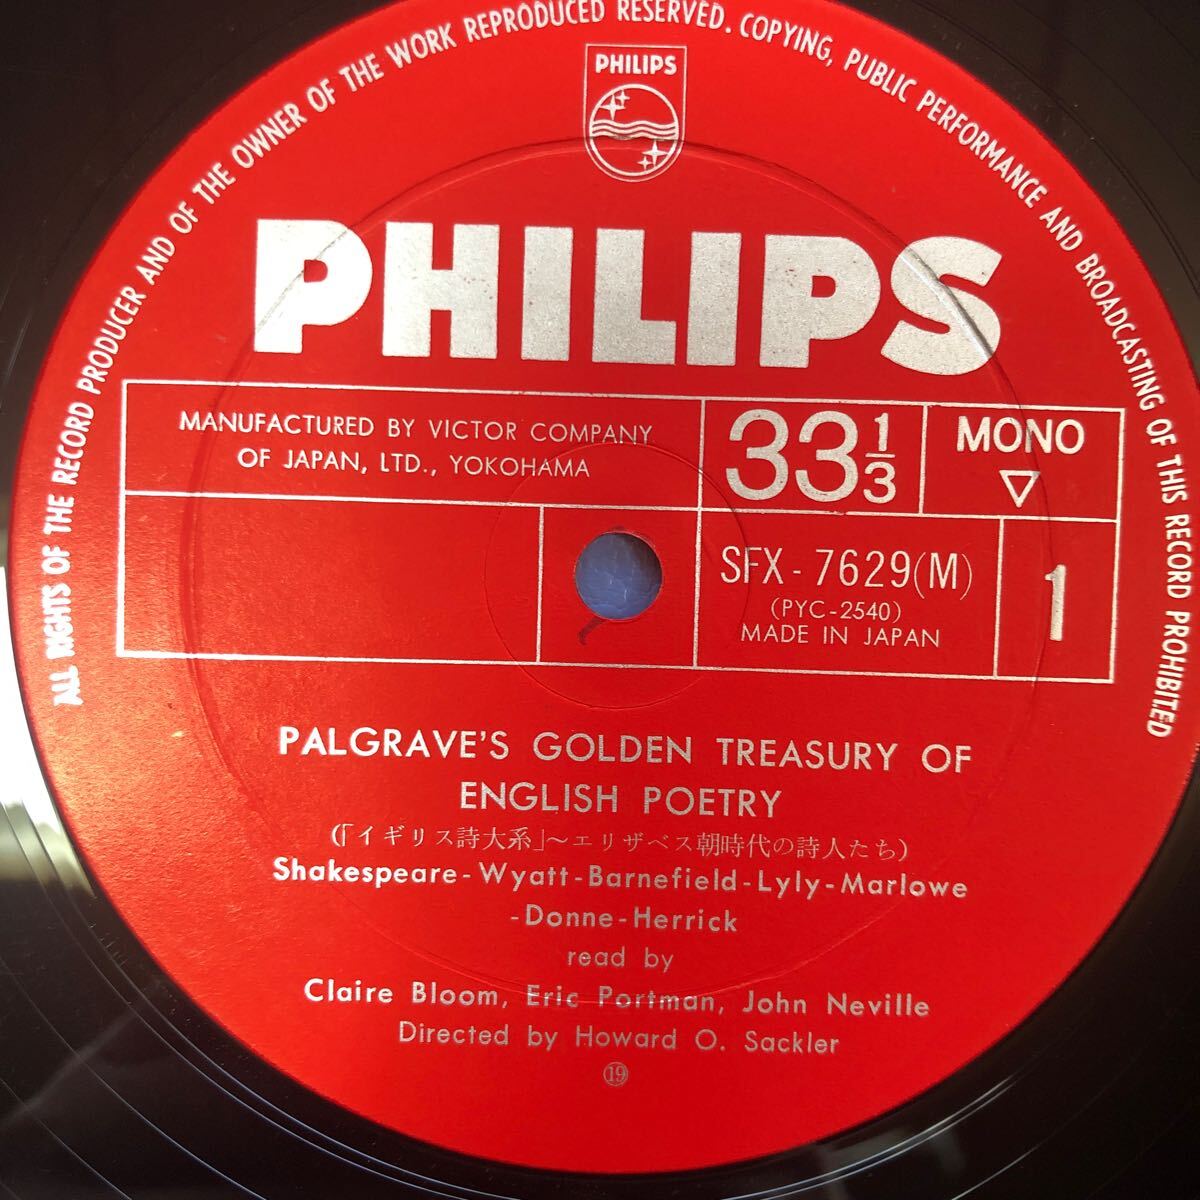 ALL RIGHTS OF THE RECORD PRODUCER AND OF THE OWNER OF THE WORK REPRODUCED RESERVED. COPYING, PUBLIC PERFORMANCE AND BROADCASTING OF THIS RECORD PROHIBITED
PHILIPS
PHILIPS
MANUFACTURED BY VICTOR COMPANY
OF JAPAN, LTD., YOKOHAMA
33 1/3
MONO
▽
SFX-7629(M)
(PYC-2540)
MADE IN JAPAN
1
PALGRAVE'S GOLDEN TREASURY OF
ENGLISH POETRY
(「イギリス詩大系」〜エリザベス朝時代の詩人たち)
Shakespeare-Wyatt-Barnefield-Lyly-Marlowe
-Donne-Herrick
read by
Claire Bloom, Eric Portman, John Neville
Directed by Howard O. Sackler
⑲